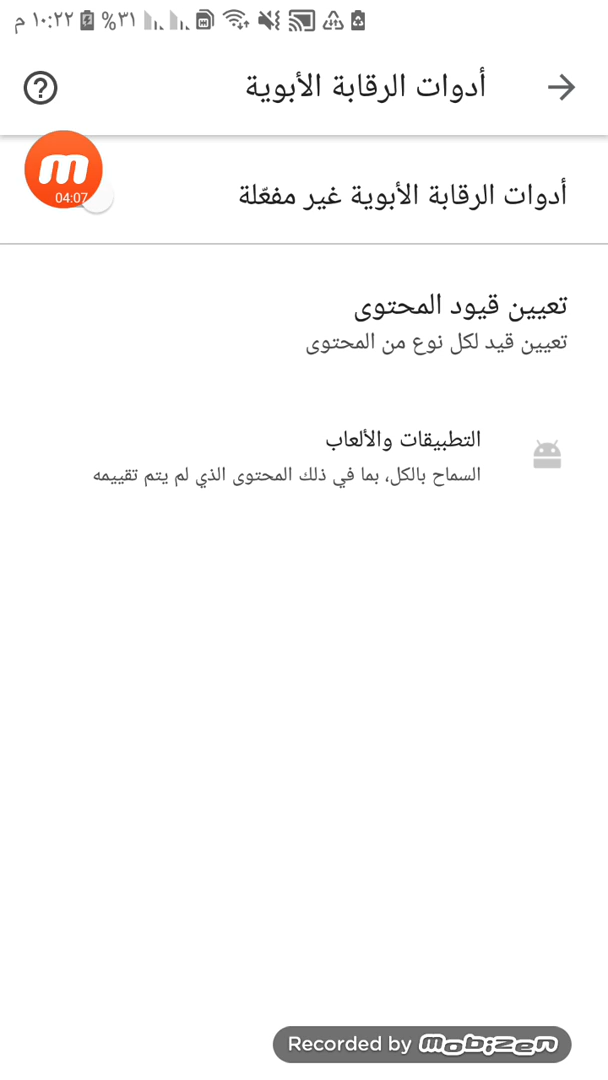 ١٠:٢٢ م %٣١
أدوات الرقابة الأبوية
m
04:07
أدوات الرقابة الأبوية غير مفعّلة
تعيين قيود المحتوى
تعيين قيد لكل نوع من المحتوى
التطبيقات والألعاب
السماح بالكل، بما في ذلك المحتوى الذي لم يتم تقييمه
Recorded by mobizen